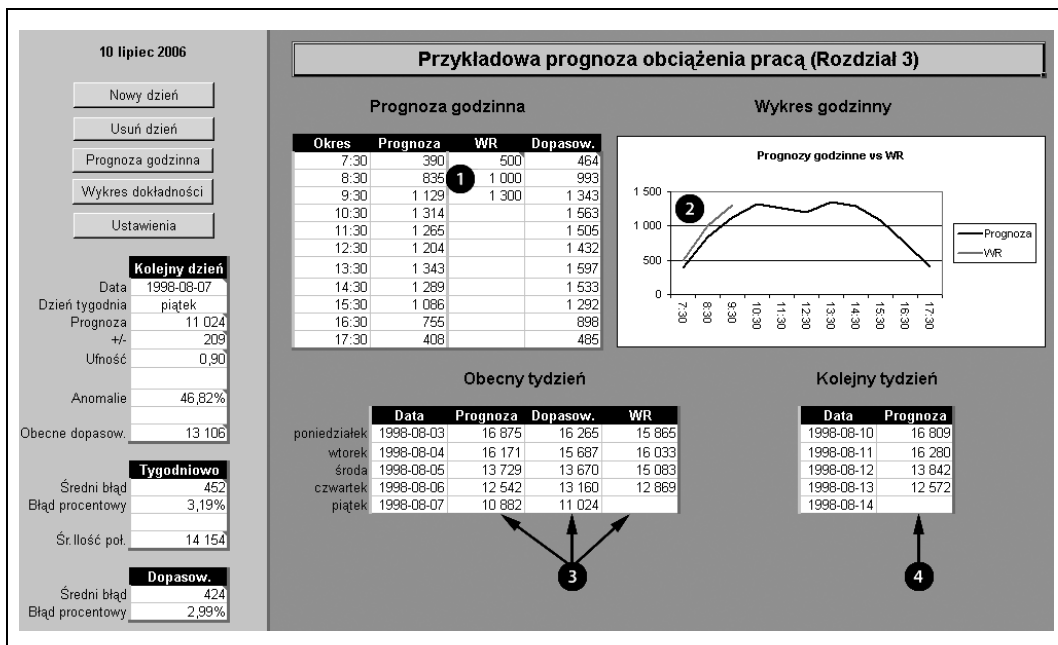 10 lipiec 2006
Nowy dzień
Usuń dzień
Prognoza godzinna
Wykres dokładności
Ustawienia
Kolejny dzień
Data 1998-08-07
Dzień tygodnia piątek
Prognoza 11 024
+/- 209
Ufność 0,90
Anomalie 46,82%
Obecne dopasow. 13 106
Tygodniowo
Średni błąd 452
Błąd procentowy 3,19%
Śr.Ilość poł. 14 154
Dopasow.
Średni błąd 424
Błąd procentowy 2,99%
Przykładowa prognoza obciążenia pracą (Rozdział 3)
Prognoza godzinna
Okres Prognoza WR Dopasow.
7:30 390 500 464
8:30 835 1 000 993
9:30 1 129 1 300 1 343
10:30 1 314 1 563
11:30 1 265 1 505
12:30 1 204 1 432
13:30 1 343 1 597
14:30 1 289 1 533
15:30 1 086 1 292
16:30 755 898
17:30 408 485
1
Wykres godzinny
Prognozy godzinne vs WR
1 500
1 000
500
0
2
7:30 8:30 9:30 10:30 11:30 12:30 13:30 14:30 15:30 16:30 17:30
Prognoza
WR
Obecny tydzień
Data Prognoza Dopasow. WR
poniedziałek 1998-08-03 16 875 16 265 15 865
wtorek 1998-08-04 16 171 15 687 16 033
środa 1998-08-05 13 729 13 670 15 083
czwartek 1998-08-06 12 542 13 160 12 869
piątek 1998-08-07 10 882 11 024
3
Kolejny tydzień
Data Prognoza
1998-08-10 16 809
1998-08-11 16 280
1998-08-12 13 842
1998-08-13 12 572
1998-08-14
4